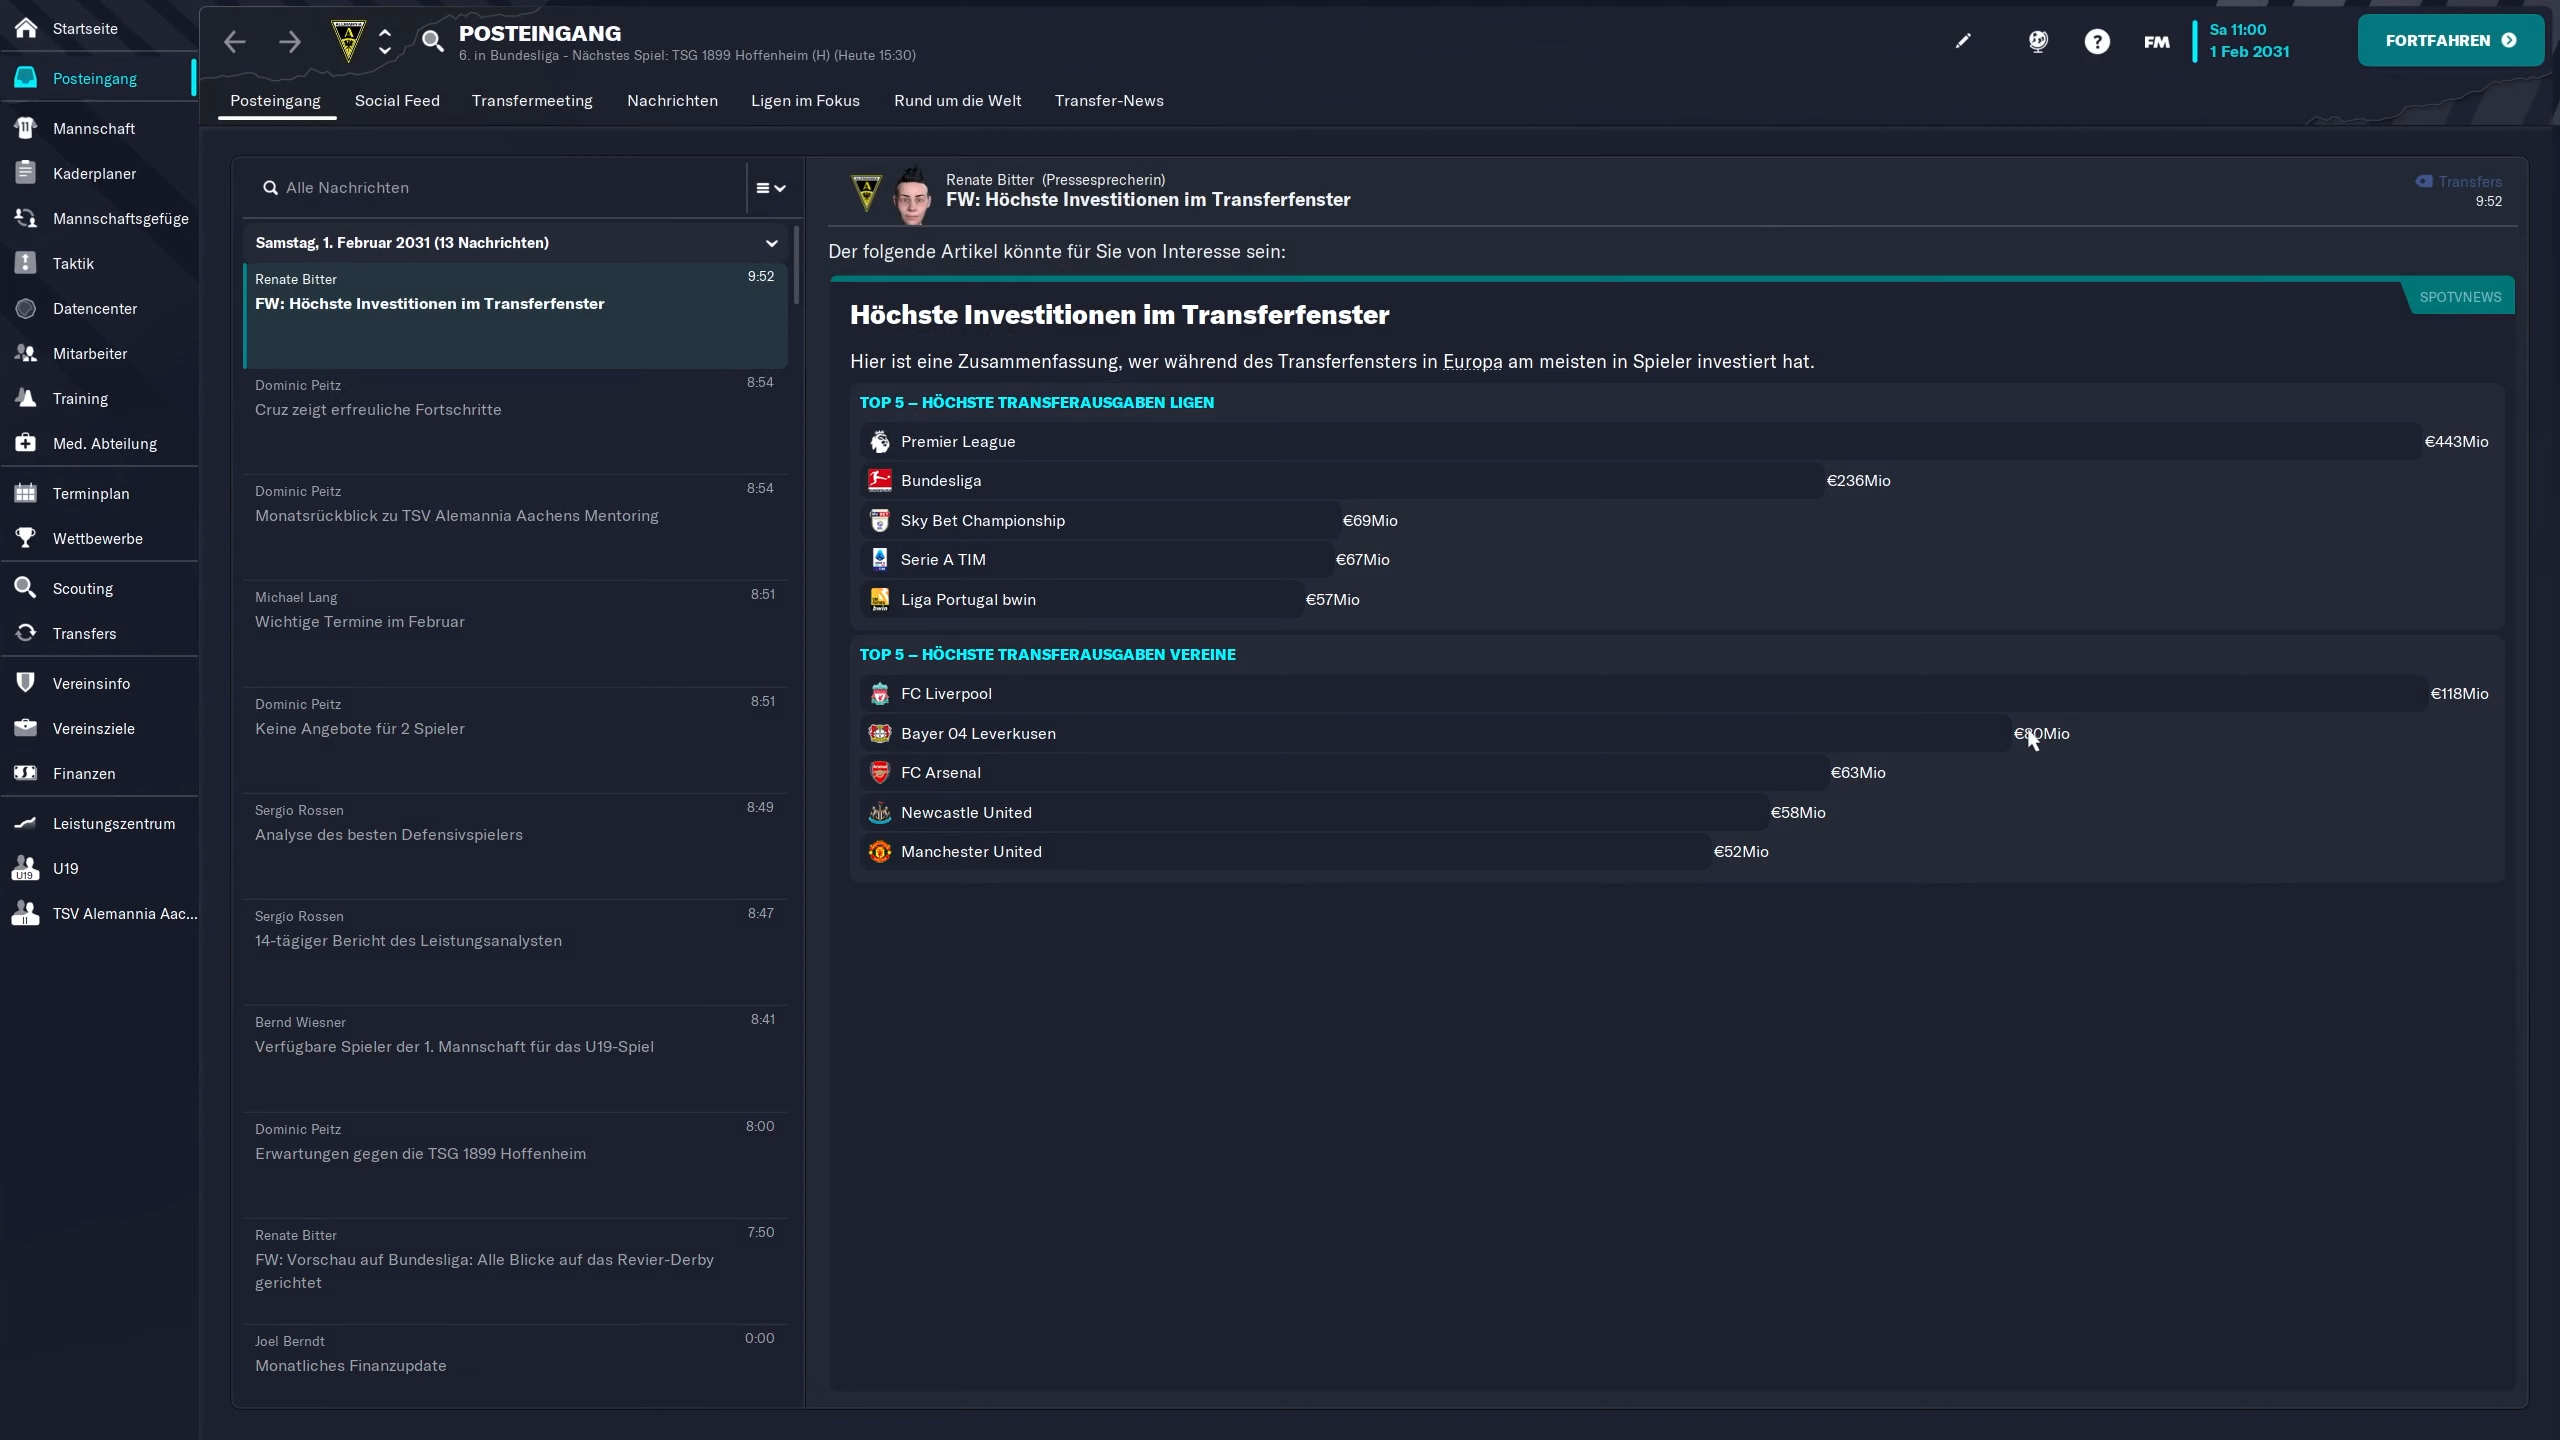 Startseite
Posteingang
Mannschaft
Kaderplaner
Mannschaftsgefüge
Taktik
Datencenter
Mitarbeiter
Training
Med. Abteilung
Terminplan
Wettbewerbe
Scouting
Transfers
Vereinsinfo
Vereinsziele
Finanzen
Leistungszentrum
U19
TSV Alemannia Aac...
POSTEINGANG
6. in Bundesliga - Nächstes Spiel: TSG 1899 Hoffenheim (H) (Heute 15:30)
FM
Sa 11:00
1 Feb 2031
FORTFAHREN
Posteingang Social Feed Transfermeeting Nachrichten Ligen im Fokus Rund um die Welt Transfer-News
Alle Nachrichten
Samstag, 1. Februar 2031 (13 Nachrichten)
Renate Bitter 9:52
FW: Höchste Investitionen im Transferfenster
Dominic Peitz 8:54
Cruz zeigt erfreuliche Fortschritte
Dominic Peitz 8:54
Monatsrückblick zu TSV Alemannia Aachens Mentoring
Michael Lang 8:51
Wichtige Termine im Februar
Dominic Peitz 8:51
Keine Angebote für 2 Spieler
Sergio Rossen 8:49
Analyse des besten Defensivspielers
Sergio Rossen 8:47
14-tägiger Bericht des Leistungsanalysten
Bernd Wiesner 8:41
Verfügbare Spieler der 1. Mannschaft für das U19-Spiel
Dominic Peitz 8:00
Erwartungen gegen die TSG 1899 Hoffenheim
Renate Bitter 7:50
FW: Vorschau auf Bundesliga: Alle Blicke auf das Revier-Derby
gerichtet
Joel Berndt 0:00
Monatliches Finanzupdate
Renate Bitter (Pressesprecherin)
FW: Höchste Investitionen im Transferfenster
Transfers
9:52
Der folgende Artikel könnte für Sie von Interesse sein:
SPOTVNEWS
Höchste Investitionen im Transferfenster
Hier ist eine Zusammenfassung, wer während des Transferfensters in Europa am meisten in Spieler investiert hat.
TOP 5 – HÖCHSTE TRANSFERAUSGABEN LIGEN
Premier League €443Mio
Bundesliga €236Mio
Sky Bet Championship €69Mio
Serie A TIM €67Mio
Liga Portugal bwin €57Mio
TOP 5 – HÖCHSTE TRANSFERAUSGABEN VEREINE
FC Liverpool €118Mio
Bayer 04 Leverkusen €80Mio
FC Arsenal €63Mio
Newcastle United €58Mio
Manchester United €52Mio